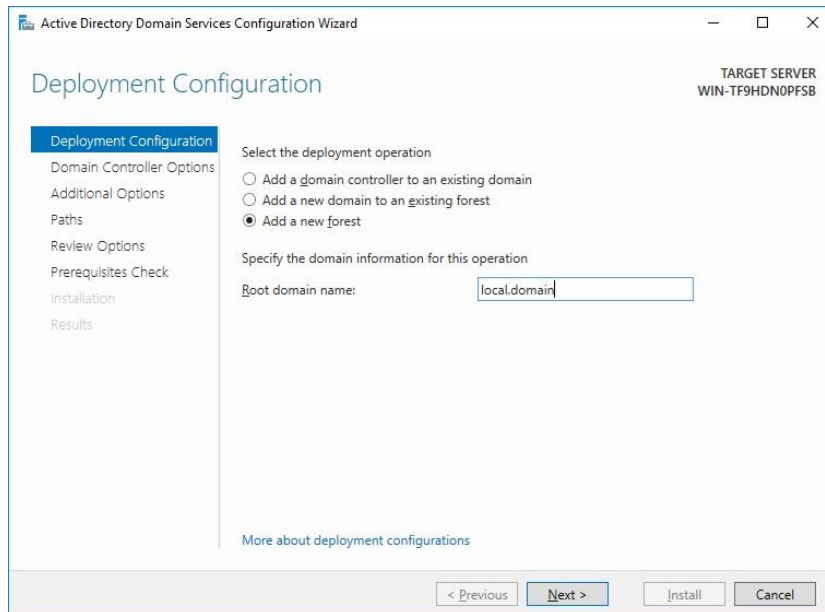 Active Directory Domain Services Configuration Wizard
Deployment Configuration
TARGET SERVER
WIN-TF9HDN0PFSB
Deployment Configuration
Domain Controller Options
Additional Options
Paths
Review Options
Prerequisites Check
Installation
Results
Select the deployment operation
Add a domain controller to an existing domain
Add a new domain to an existing forest
Add a new forest
Specify the domain information for this operation
Root domain name:
local.domain
More about deployment configurations
< Previous
Next >
Install
Cancel